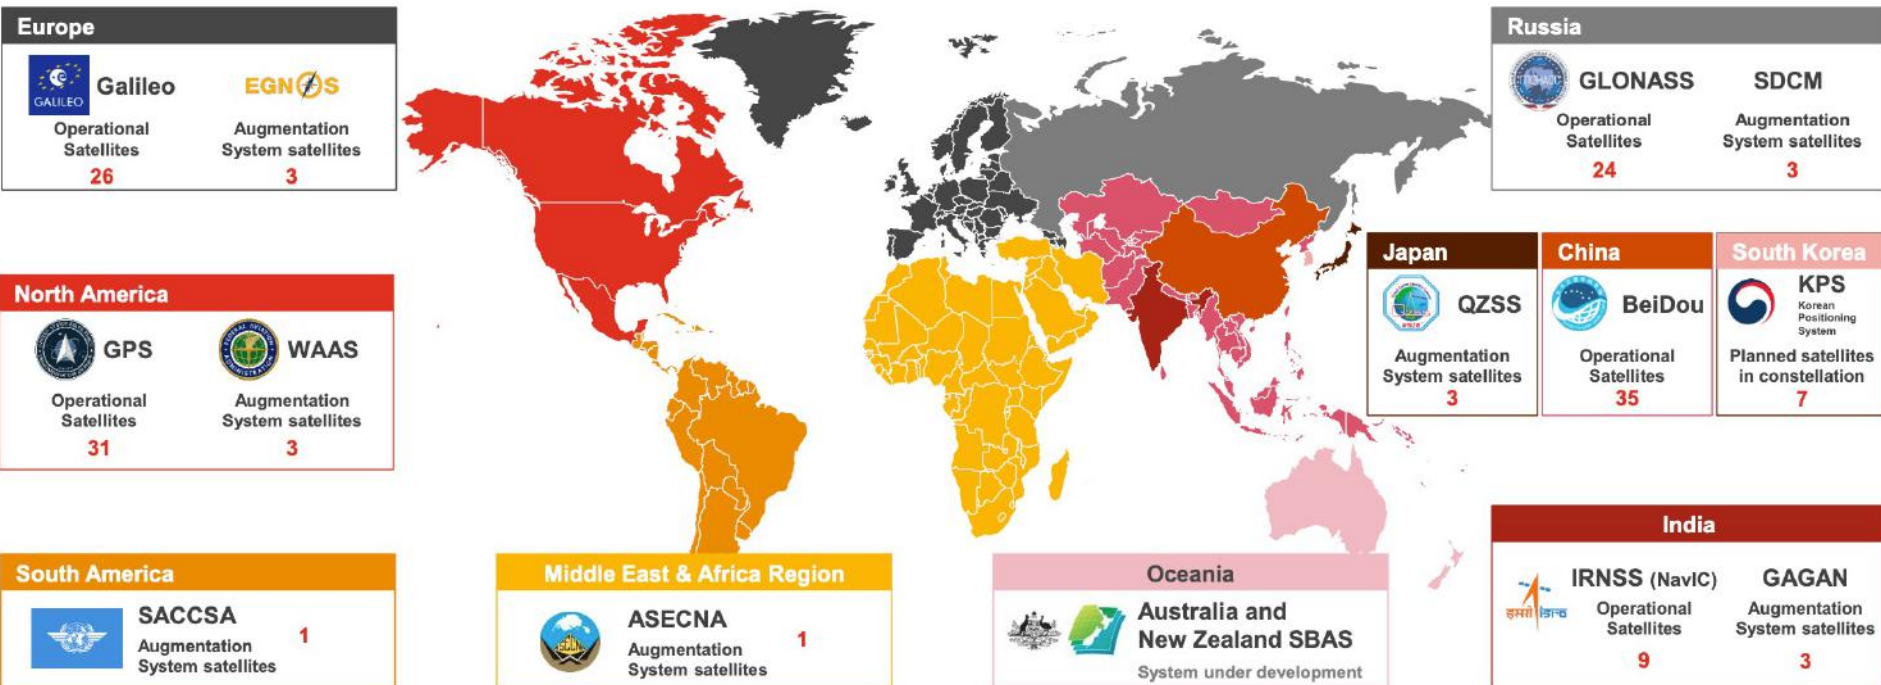 Europe
GALILEO
Galileo
EGNOS
Operational
Satellites
26
Augmentation
System satellites
3
North America
GPS
WAAS
Operational
Satellites
31
Augmentation
System satellites
3
South America
SACCSA
Augmentation
System satellites
1
Middle East & Africa Region
ASECNA
Augmentation
System satellites
1
Oceania
Australia and
New Zealand SBAS
System under development
Russia
GLONASS
SDCM
Operational
Satellites
24
Augmentation
System satellites
3
Japan
QZSS
Augmentation
System satellites
3
China
BeiDou
Operational
Satellites
35
South Korea
KPS
Korean
Positioning
System
Planned satellites
in constellation
7
India
इसरो isro
IRNSS (NavIC)
GAGAN
Operational
Satellites
9
Augmentation
System satellites
3